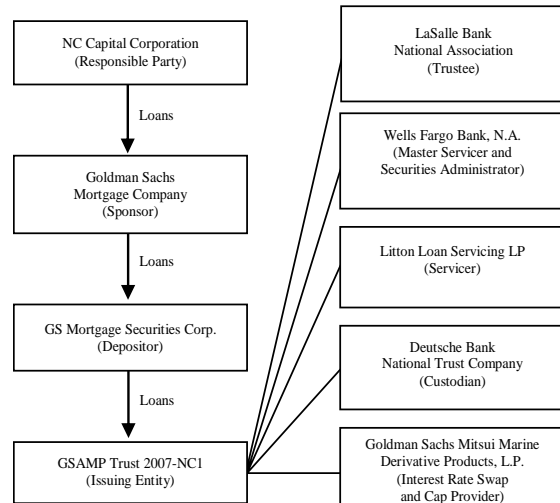 NC Capital Corporation
(Responsible Party)
Loans
Goldman Sachs
Mortgage Company
(Sponsor)
Loans
GS Mortgage Securities Corp.
(Depositor)
Loans
GSAMP Trust 2007-NC1
(Issuing Entity)
LaSalle Bank
National Association
(Trustee)
Wells Fargo Bank, N.A.
(Master Servicer and
Securities Administrator)
Litton Loan Servicing LP
(Servicer)
Deutsche Bank
National Trust Company
(Custodian)
Goldman Sachs Mitsui Marine
Derivative Products, L.P.
(Interest Rate Swap
and Cap Provider)